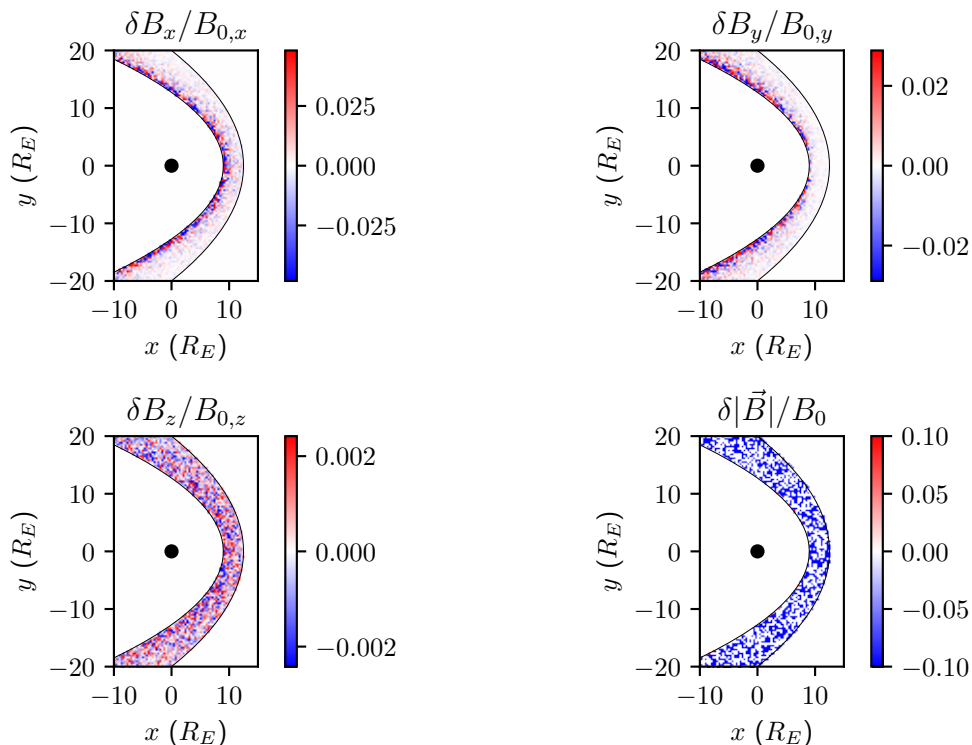 δB_x/B_{0,x}
20
10
0
−10
−20
y (R_E)
−10 0 10
x (R_E)
0.025
0.000
−0.025
δB_y/B_{0,y}
20
10
0
−10
−20
y (R_E)
−10 0 10
x (R_E)
0.02
0.00
−0.02
δB_z/B_{0,z}
20
10
0
−10
−20
y (R_E)
−10 0 10
x (R_E)
0.002
0.000
−0.002
δ|\vec{B}|/B_0
20
10
0
−10
−20
y (R_E)
−10 0 10
x (R_E)
0.10
0.05
0.00
−0.05
−0.10